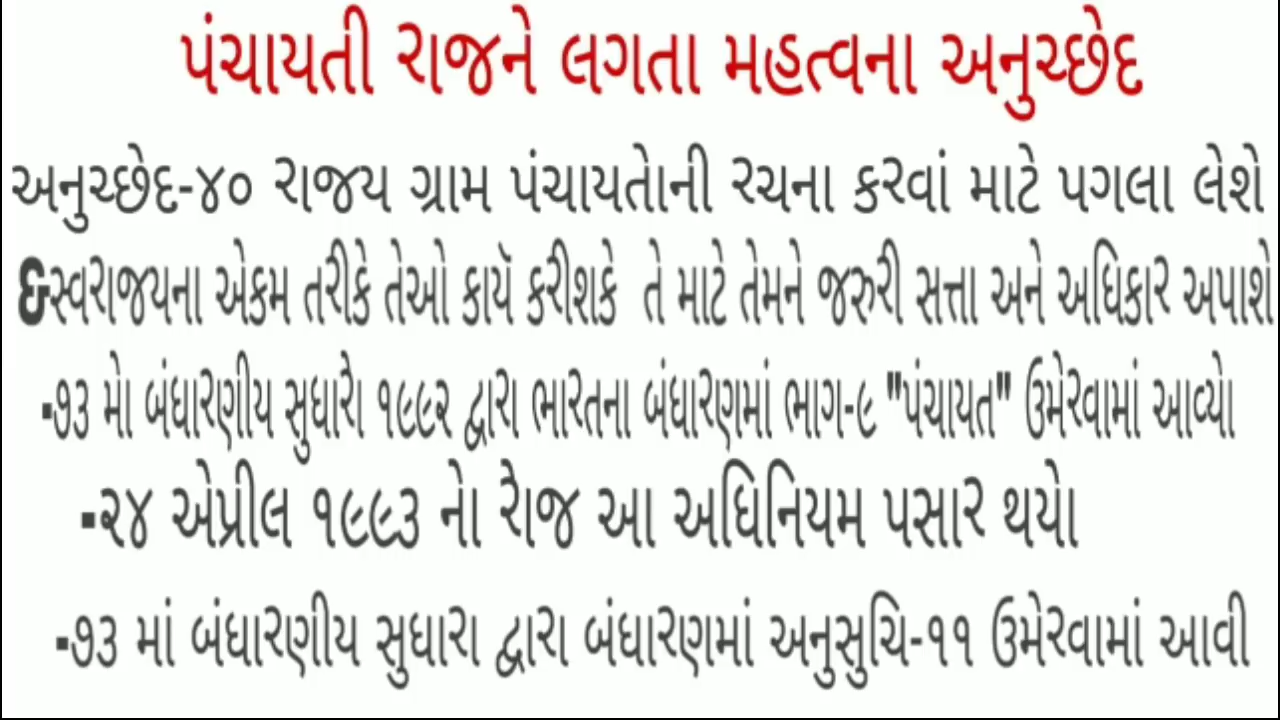 પંચાયતી રાજને લગતા મહત્વના અનુચ્છેદ
અનુચ્છેદ-૪૦ રાજય ગ્રામ પંચાયતોની રચના કરવાં માટે પગલા લેશે
&સ્વરાજયના એકમ તરીકે તેઓ કાયૅ કરીશકે તે માટે તેમને જરુરી સત્તા અને અધિકાર અપાશે
-૭૩ મો બંધારણીય સુધારો ૧૯૯૨ દ્વારા ભારતના બંધારણમાં ભાગ-૯ "પંચાયત" ઉમેરવામાં આવ્યો
-૨૪ એપ્રીલ ૧૯૯૩ નો રોજ આ અધિનિયમ પસાર થયો
-૭૩ માં બંધારણીય સુધારા દ્વારા બંધારણમાં અનુસુચિ-૧૧ ઉમેરવામાં આવી